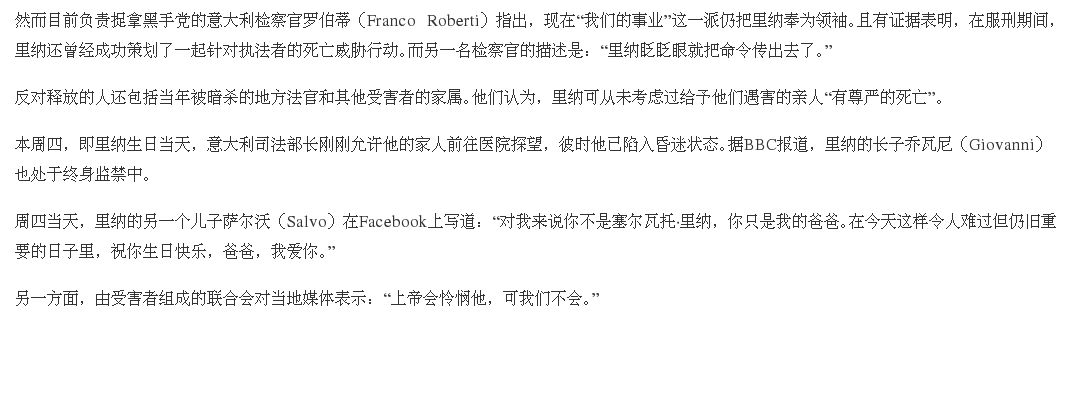 然而目前负责捉拿黑手党的意大利检察官罗伯蒂（Franco Roberti）指出，现在“我们的事业”这一派仍把里纳奉为领袖。且有证据表明，在服刑期间，
里纳还曾经成功策划了一起针对执法者的死亡威胁行动。而另一名检察官的描述是：“里纳眨眨眼就把命令传出去了。”
反对释放的人还包括当年被暗杀的地方法官和其他受害者的家属。他们认为，里纳可从未考虑过给予他们遇害的亲人“有尊严的死亡”。
本周四，即里纳生日当天，意大利司法部长刚刚允许他的家人前往医院探望，彼时他已陷入昏迷状态。据BBC报道，里纳的长子乔瓦尼（Giovanni）
也处于终身监禁中。
周四当天，里纳的另一个儿子萨尔沃（Salvo）在Facebook上写道：“对我来说你不是塞尔瓦托·里纳，你只是我的爸爸。在今天这样令人难过但仍旧重
要的日子里，祝你生日快乐，爸爸，我爱你。”
另一方面，由受害者组成的联合会对当地媒体表示：“上帝会怜悯他，可我们不会。”